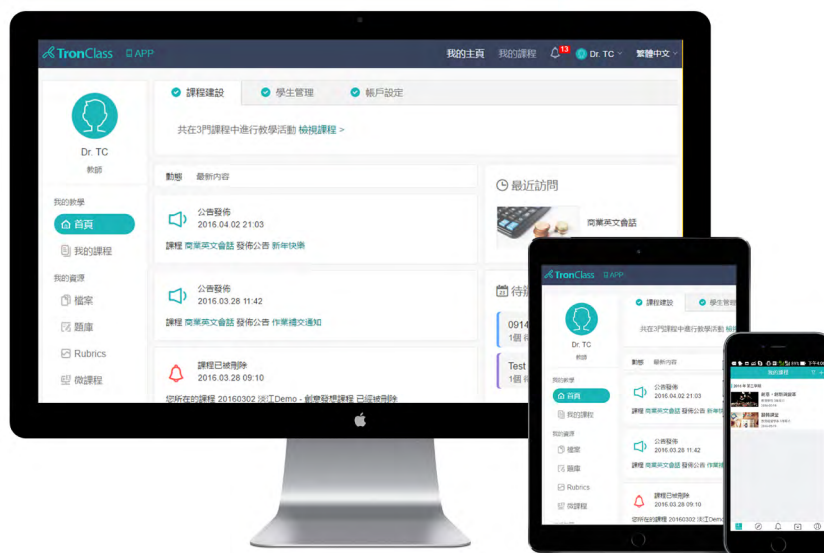 TronClass APP 我的主頁 我的課程 13 Dr. TC 繁體中文
Dr. TC
教師
我的教學
首頁
我的課程
我的資源
檔案
題庫
Rubrics
微課程
課程建設 學生管理 帳戶設定
共在3門課程中進行教學活動 檢視課程 >
動態 最新內容
公告發佈
2016.04.02 21:03
課程 商業英文會話 發佈公告 新年快樂
公告發佈
2016.03.28 11:42
課程 商業英文會話 發佈公告 作業繳交通知
課程已被刪除
2016.03.28 09:10
您所在的課程 20160302 淡江Demo - 創意發想課程 已經被刪除
最近訪問
商業英文會話
23
0914
1個
Test
1個
TronClass APP
Dr. TC
教師
我的教學
首頁
我的課程
我的資源
檔案
題庫
Rubrics
微課程
課程建設 學生管理
共在3門課程中進行教學活動
動態 最新內容
公告發佈
2016.04.02 21:03
課程 商業英文會話 發佈公告
公告發佈
2016.03.28 11:42
課程 商業英文會話 發佈公告
課程已被刪除
2016.03.28 09:10
您所在的課程 20160302 淡江Demo
我的課程